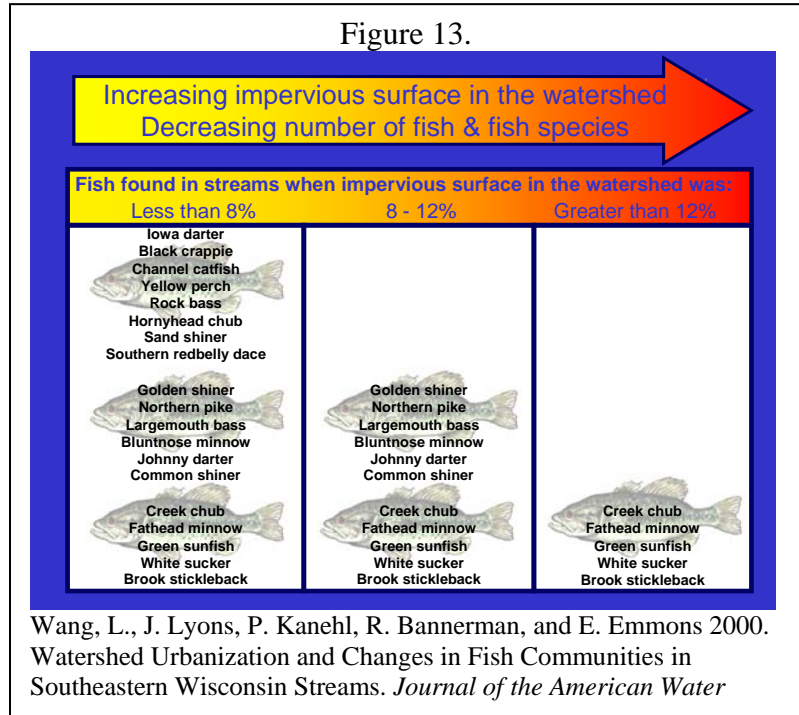 Figure 13.
Increasing impervious surface in the watershed
Decreasing number of fish & fish species
Fish found in streams when impervious surface in the watershed was:
Less than 8%
8 - 12%
Greater than 12%
Iowa darter
Black crappie
Channel catfish
Yellow perch
Rock bass
Hornyhead chub
Sand shiner
Southern redbelly dace
Golden shiner
Northern pike
Largemouth bass
Bluntnose minnow
Johnny darter
Common shiner
Creek chub
Fathead minnow
Green sunfish
White sucker
Brook stickleback
Golden shiner
Northern pike
Largemouth bass
Bluntnose minnow
Johnny darter
Common shiner
Creek chub
Fathead minnow
Green sunfish
White sucker
Brook stickleback
Creek chub
Fathead minnow
Green sunfish
White sucker
Brook stickleback
Wang, L., J. Lyons, P. Kanehl, R. Bannerman, and E. Emmons 2000.
Watershed Urbanization and Changes in Fish Communities in
Southeastern Wisconsin Streams. Journal of the American Water